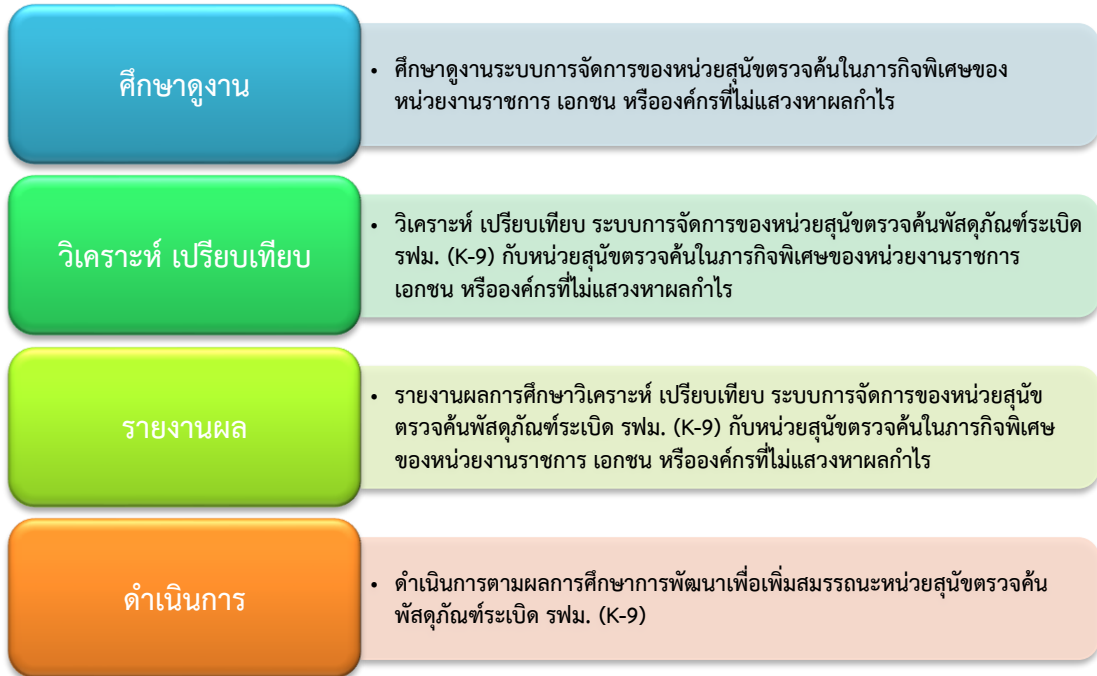 ศึกษาดูงาน
• ศึกษาดูงานระบบการจัดการของหน่วยสุนัขตรวจค้นในภารกิจพิเศษของ
หน่วยงานราชการ เอกชน หรือองค์กรที่ไม่แสวงหาผลกำไร
วิเคราะห์ เปรียบเทียบ
• วิเคราะห์ เปรียบเทียบ ระบบการจัดการของหน่วยสุนัขตรวจค้นพัสดุภัณฑ์ระเบิด
รฟม. (K-9) กับหน่วยสุนัขตรวจค้นในภารกิจพิเศษของหน่วยงานราชการ
เอกชน หรือองค์กรที่ไม่แสวงหาผลกำไร
รายงานผล
• รายงานผลการศึกษาวิเคราะห์ เปรียบเทียบ ระบบการจัดการของหน่วยสุนัข
ตรวจค้นพัสดุภัณฑ์ระเบิด รฟม. (K-9) กับหน่วยสุนัขตรวจค้นในภารกิจพิเศษ
ของหน่วยงานราชการ เอกชน หรือองค์กรที่ไม่แสวงหาผลกำไร
ดำเนินการ
• ดำเนินการตามผลการศึกษาการพัฒนาเพื่อเพิ่มสมรรถนะหน่วยสุนัขตรวจค้น
พัสดุภัณฑ์ระเบิด รฟม. (K-9)